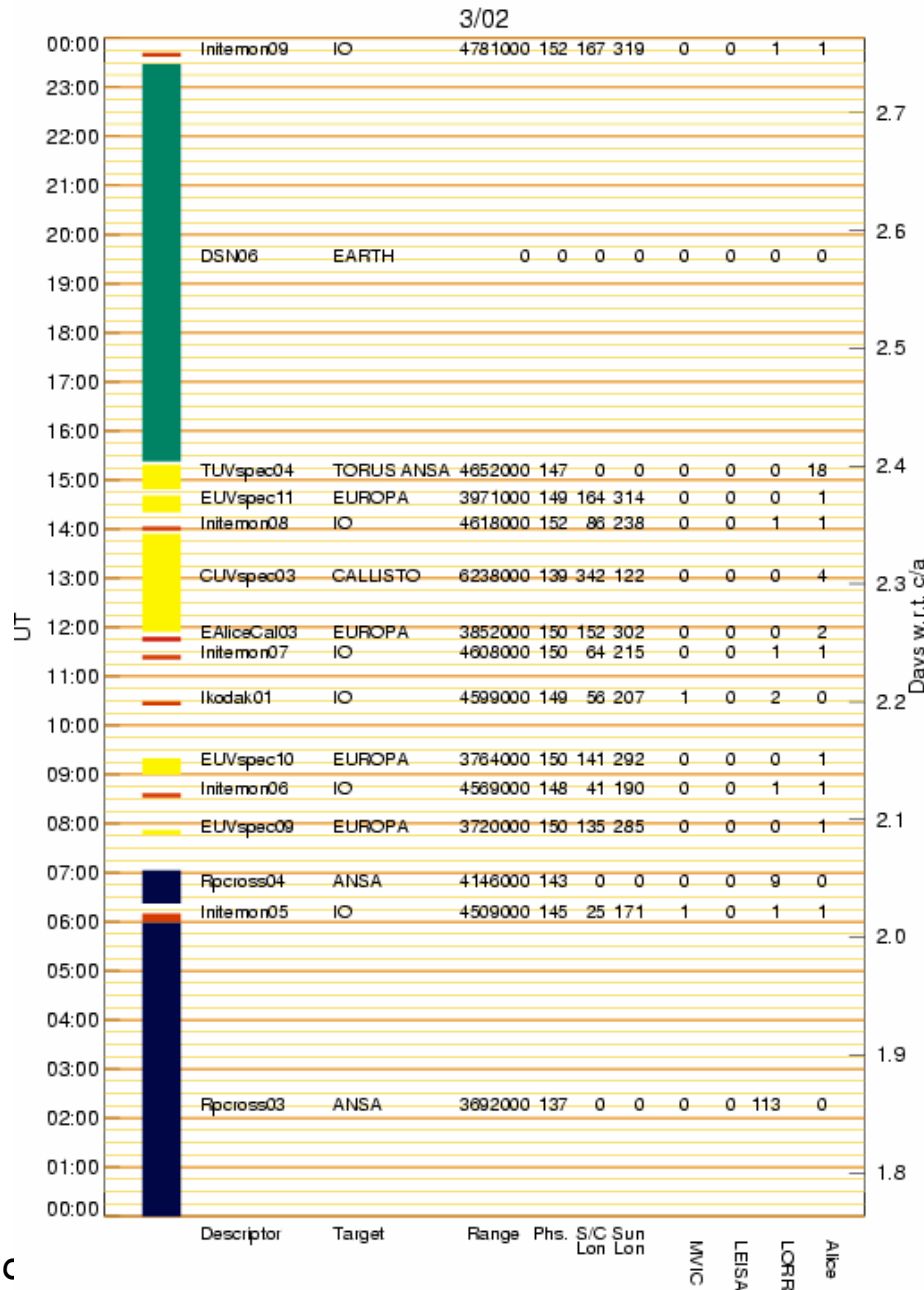 3/02
00:00 Initemon09 IO 4781000 152 167 319 0 0 1 1
23:00
2.7
22:00
21:00
20:00
2.6
DSN06 EARTH 0 0 0 0 0 0 0 0
19:00
18:00
2.5
17:00
16:00
TUVspec04 TORUS ANSA 4652000 147 0 0 0 0 0 18
2.4
15:00
EUVspec11 EUROPA 3971000 149 164 314 0 0 0 1
Initemon08 IO 4618000 152 86 238 0 0 1 1
14:00
13:00 CUVspec03 CALLISTO 6238000 139 342 122 0 0 0 4
2.3
UT
Days w.r.t. c/a
12:00 EAliceCal03 EUROPA 3852000 150 152 302 0 0 0 2
Initemon07 IO 4608000 150 64 215 0 0 1 1
11:00
Ikodak01 IO 4599000 149 56 207 1 0 2 0
2.2
10:00
EUVspec10 EUROPA 3764000 150 141 292 0 0 0 1
09:00
Initemon06 IO 4569000 148 41 190 0 0 1 1
2.1
08:00 EUVspec09 EUROPA 3720000 150 135 285 0 0 0 1
07:00
Rpcross04 ANSA 4146000 143 0 0 0 0 9 0
Initemon05 IO 4509000 145 25 171 1 0 1 1
06:00
2.0
05:00
04:00
1.9
03:00
Rpcross03 ANSA 3692000 137 0 0 0 0 113 0
02:00
01:00
1.8
00:00
Descriptor Target Range Phs. S/C Lon Sun Lon MVIC LEISA LORR Alice